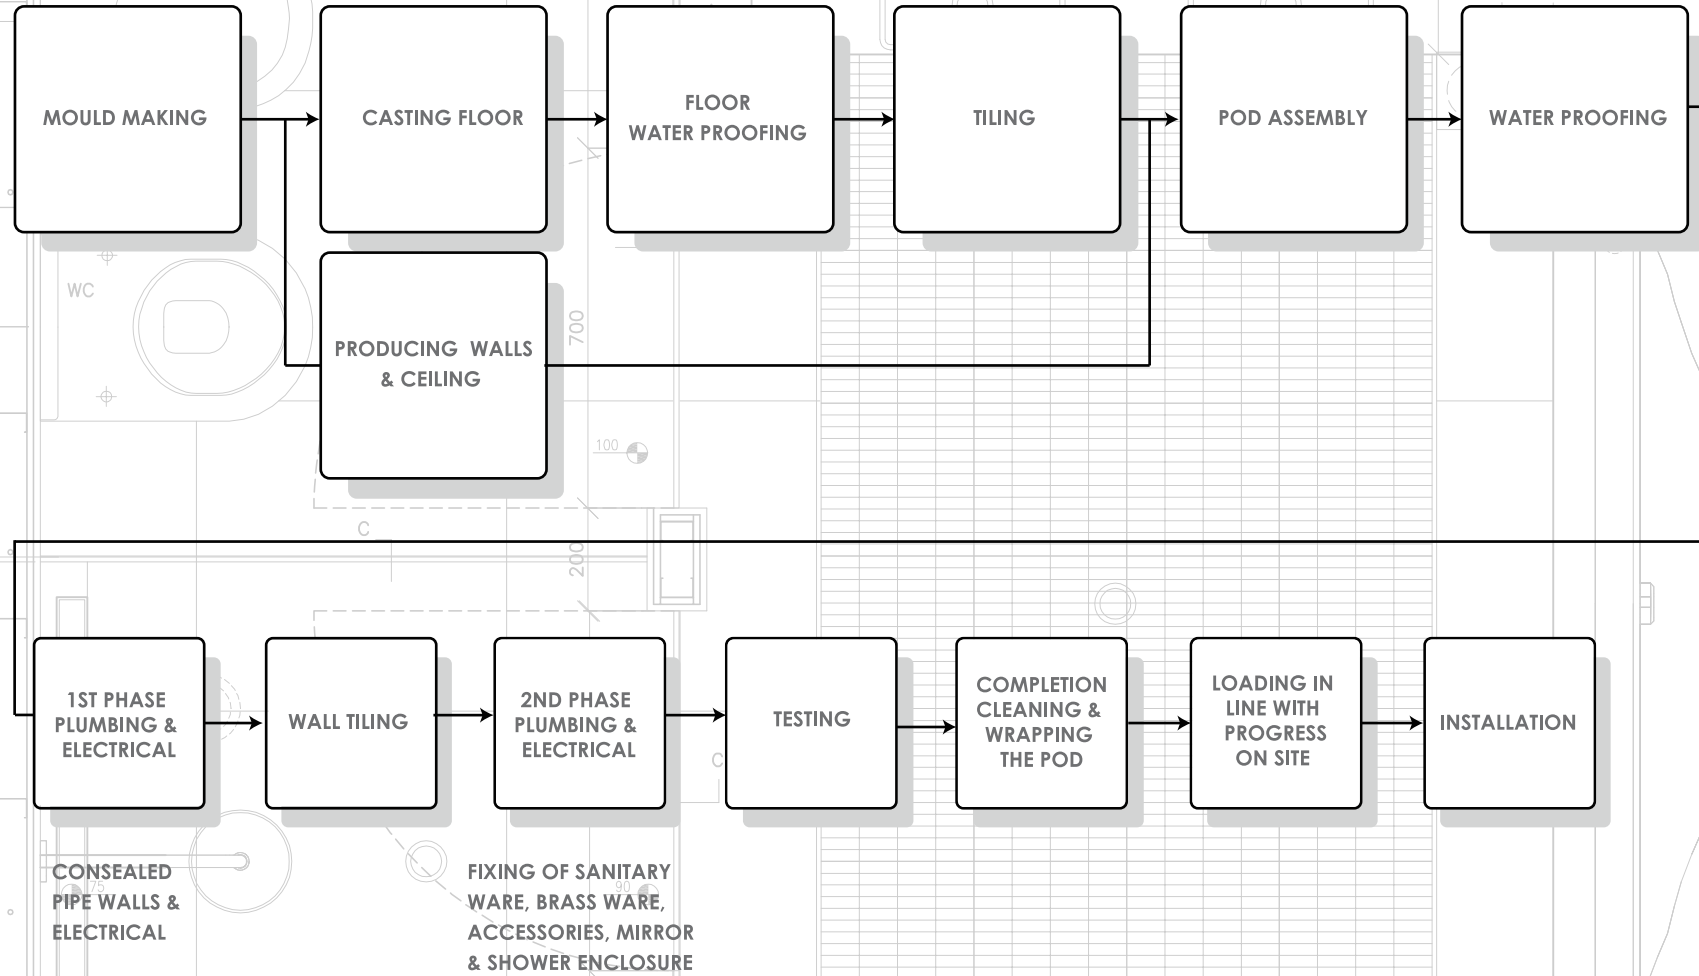 MOULD MAKING
CASTING FLOOR
FLOOR
WATER PROOFING
TILING
POD ASSEMBLY
WATER PROOFING
WC
PRODUCING WALLS
& CEILING
700
100
C
200
1ST PHASE
PLUMBING &
ELECTRICAL
WALL TILING
2ND PHASE
PLUMBING &
ELECTRICAL
C
TESTING
COMPLETION
CLEANING &
WRAPPING
THE POD
LOADING IN
LINE WITH
PROGRESS
ON SITE
INSTALLATION
CONSEALED
PIPE WALLS &
ELECTRICAL
75
FIXING OF SANITARY
WARE, BRASS WARE,
ACCESSORIES, MIRROR
& SHOWER ENCLOSURE
90